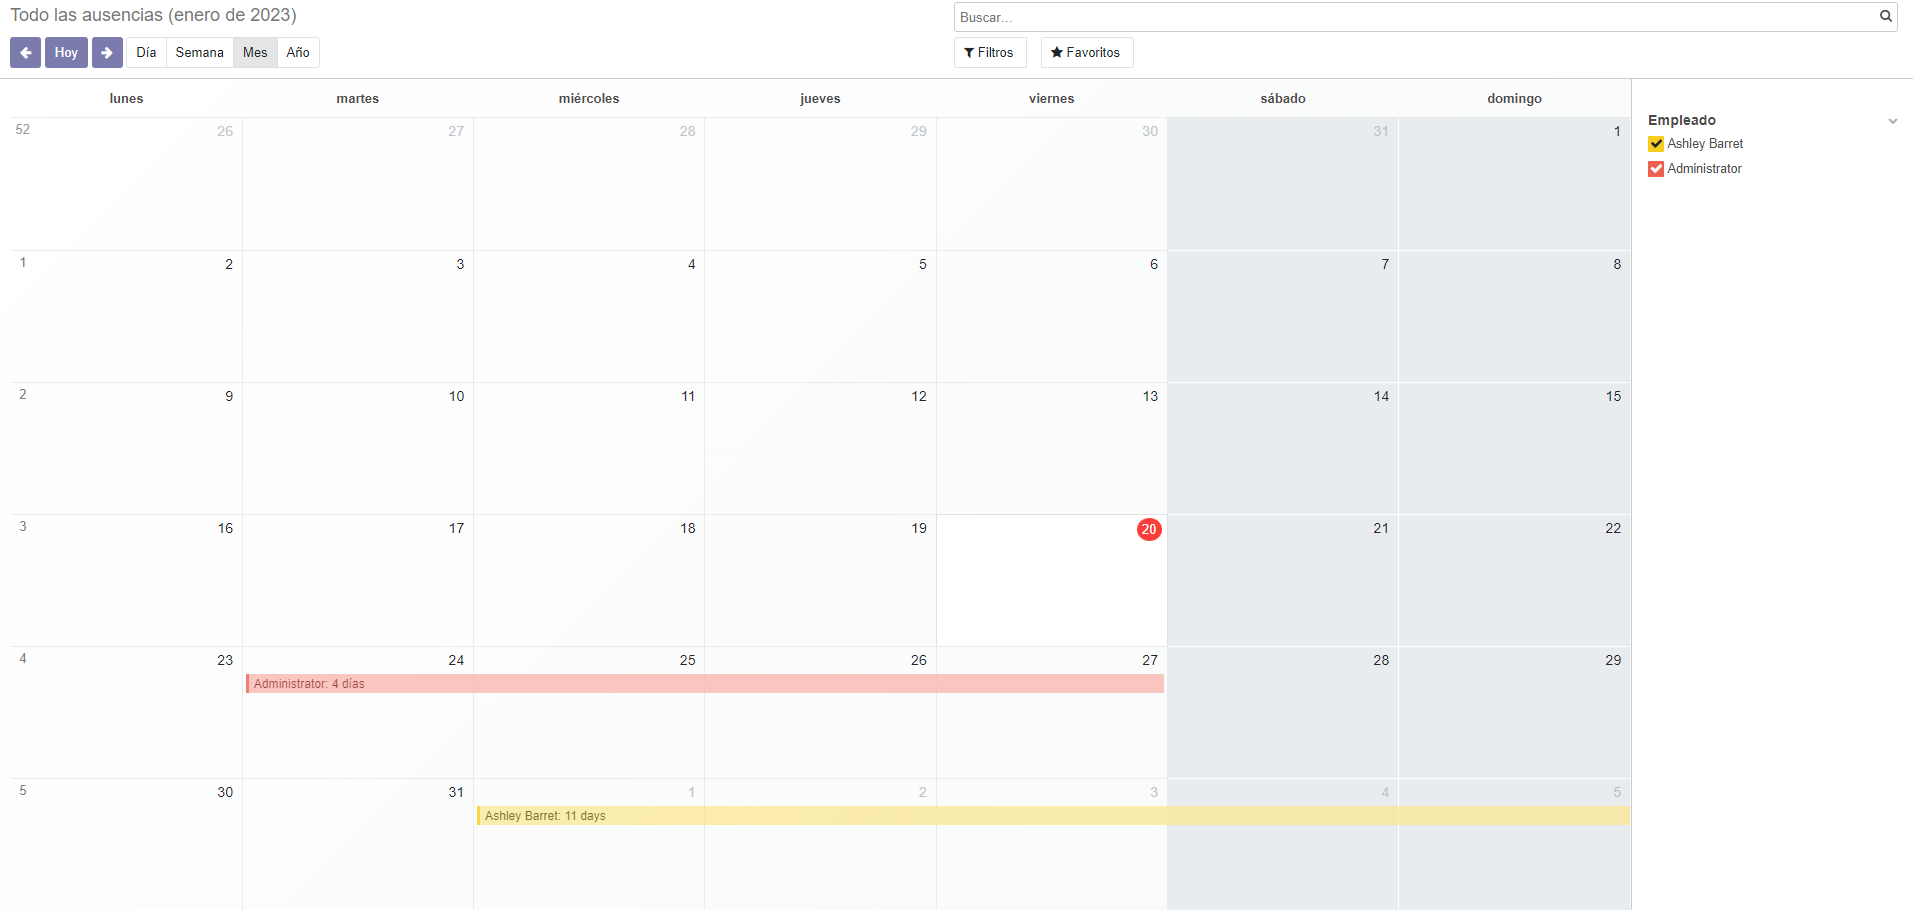 Todo las ausencias (enero de 2023)
Buscar...
Hoy
Día Semana Mes Año
Filtros Favoritos
lunes martes miércoles jueves viernes sábado domingo
Empleado
Ashley Barret
Administrator
52 26 27 28 29 30 31 1
1 2 3 4 5 6 7 8
2 9 10 11 12 13 14 15
3 16 17 18 19 20 21 22
4 23 24 25 26 27 28 29
Administrator: 4 días
5 30 31 1 2 3 4 5
Ashley Barret: 11 days